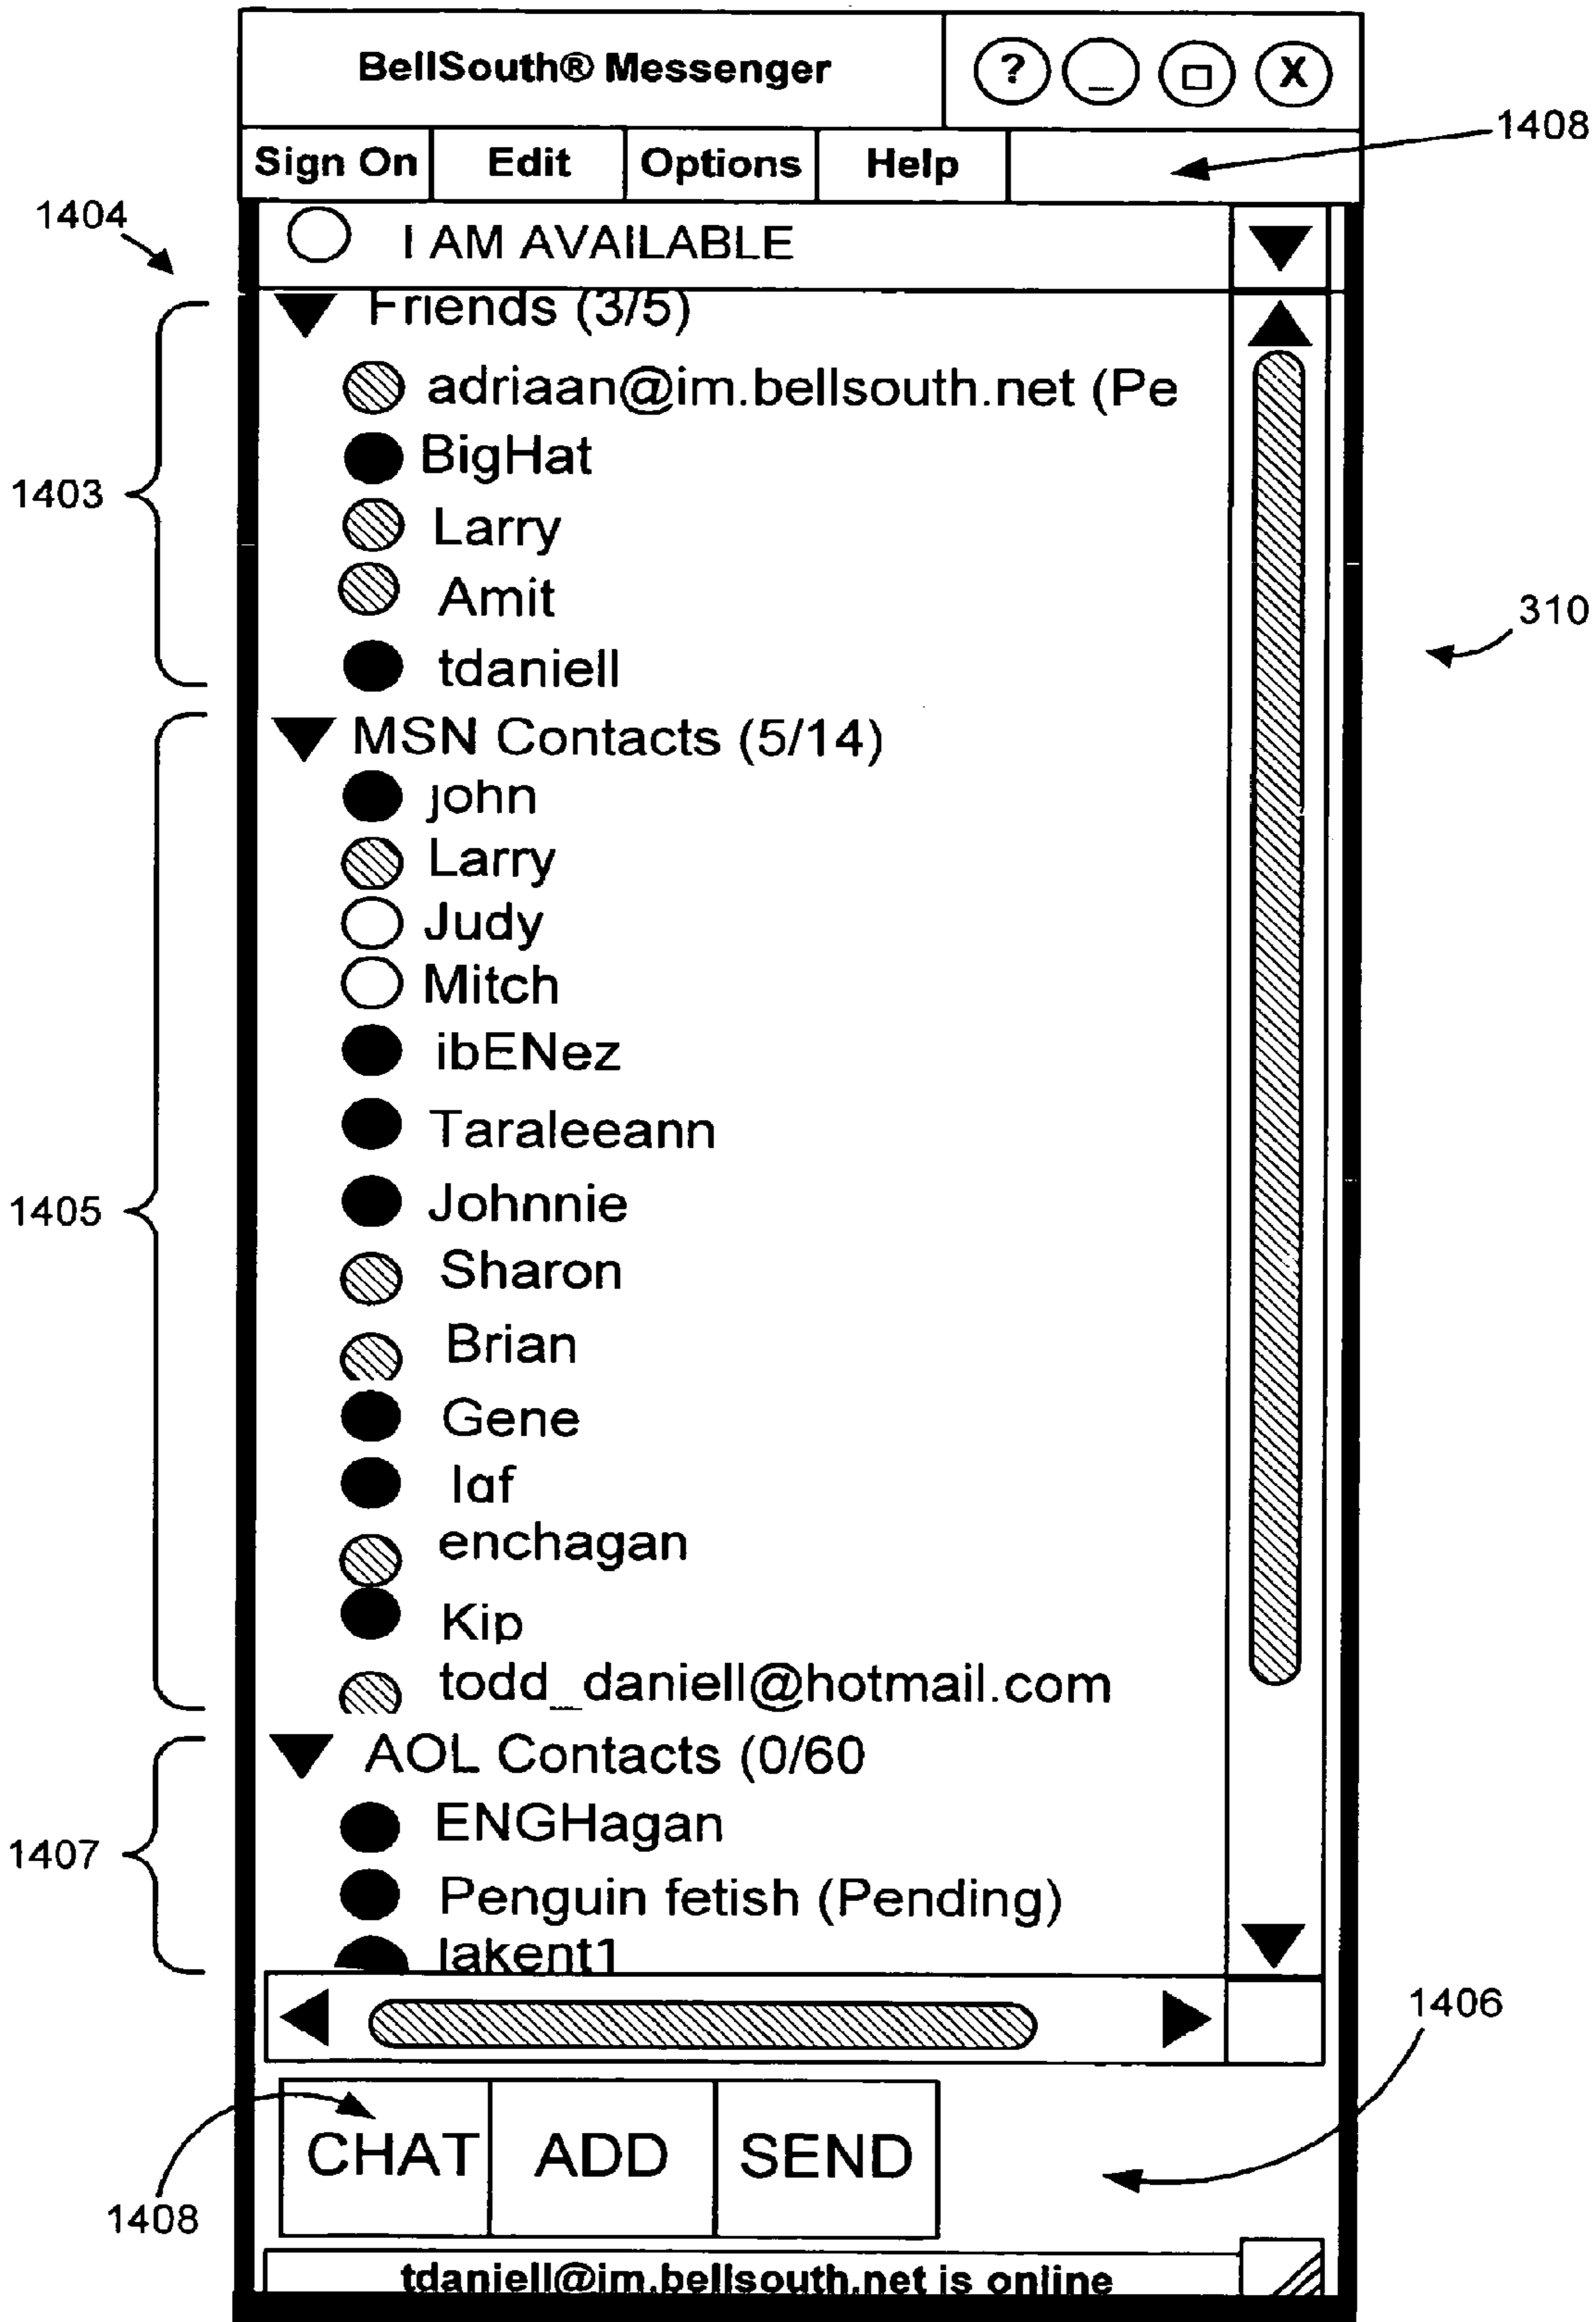 BellSouth® Messenger ? _ X
1408
Sign On Edit Options Help
1404
I AM AVAILABLE
Friends (3/5)
adriaan@im.bellsouth.net (Pe
BigHat
1403
Larry
Amit
310
tdaniell
MSN Contacts (5/14)
john
Larry
Judy
Mitch
ibENez
Taraleeann
1405
Johnnie
Sharon
Brian
Gene
enchagan
Kip
todd_daniell@hotmail.com
AOL Contacts (0/60
ENGHagan
1407
Penguin fetish (Pending)
lakent1
1406
CHAT ADD SEND
1408
tdaniell@im.bellsouth.net is online